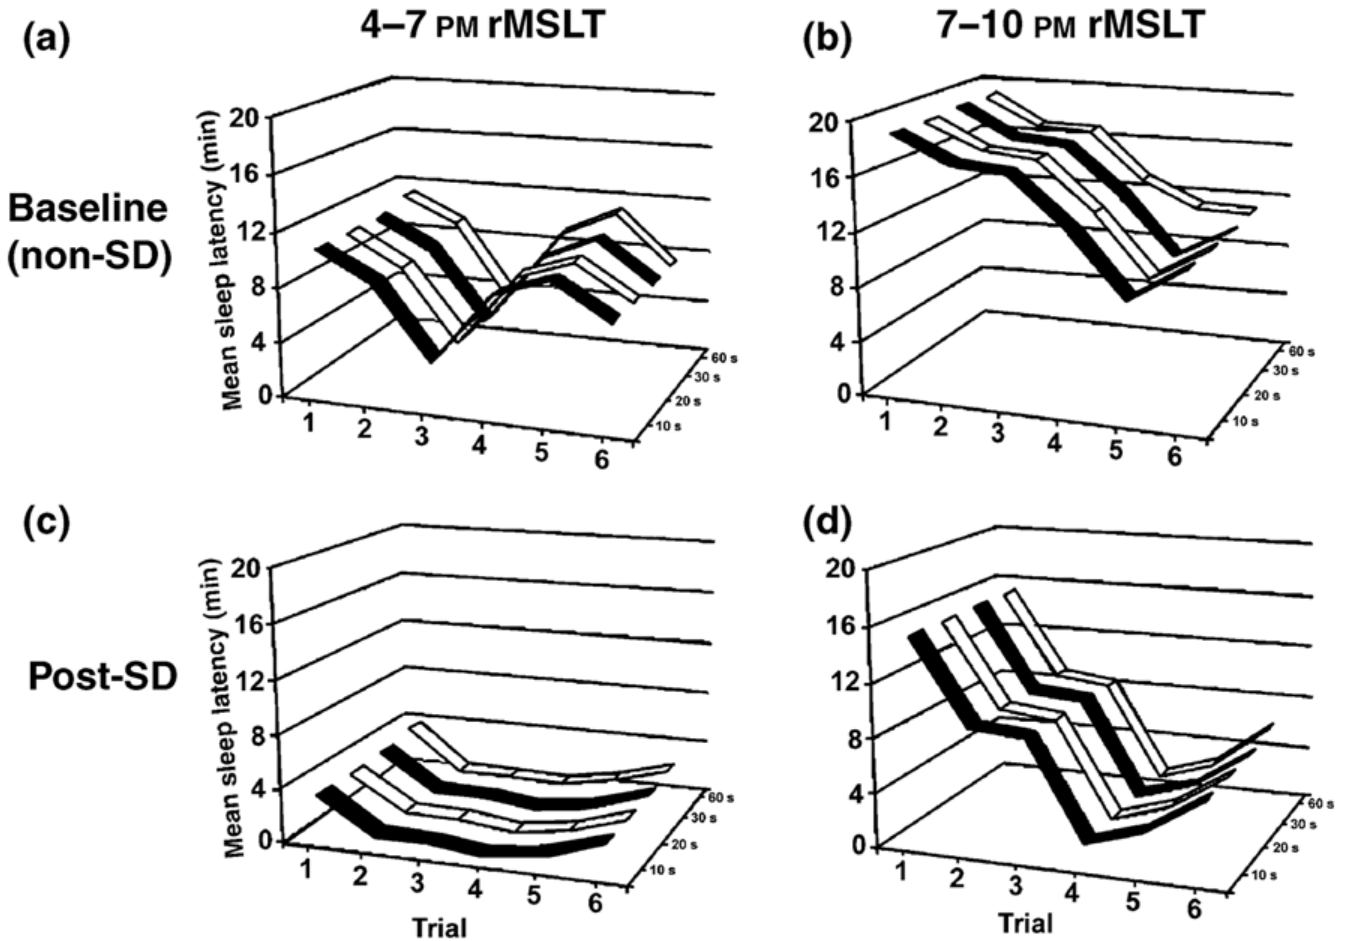 (a)
4–7 PM rMSLT
(b)
7–10 PM rMSLT
Baseline
(non-SD)
Mean sleep latency (min)
20
16
12
8
4
0
1
2
3
4
5
6
60 s
30 s
20 s
10 s
20
16
12
8
4
0
1
2
3
4
5
6
60 s
30 s
20 s
10 s
(c)
(d)
Post-SD
Mean sleep latency (min)
20
16
12
8
4
0
1
2
3
4
5
6
60 s
30 s
20 s
10 s
Trial
20
16
12
8
4
0
1
2
3
4
5
6
60 s
30 s
20 s
10 s
Trial